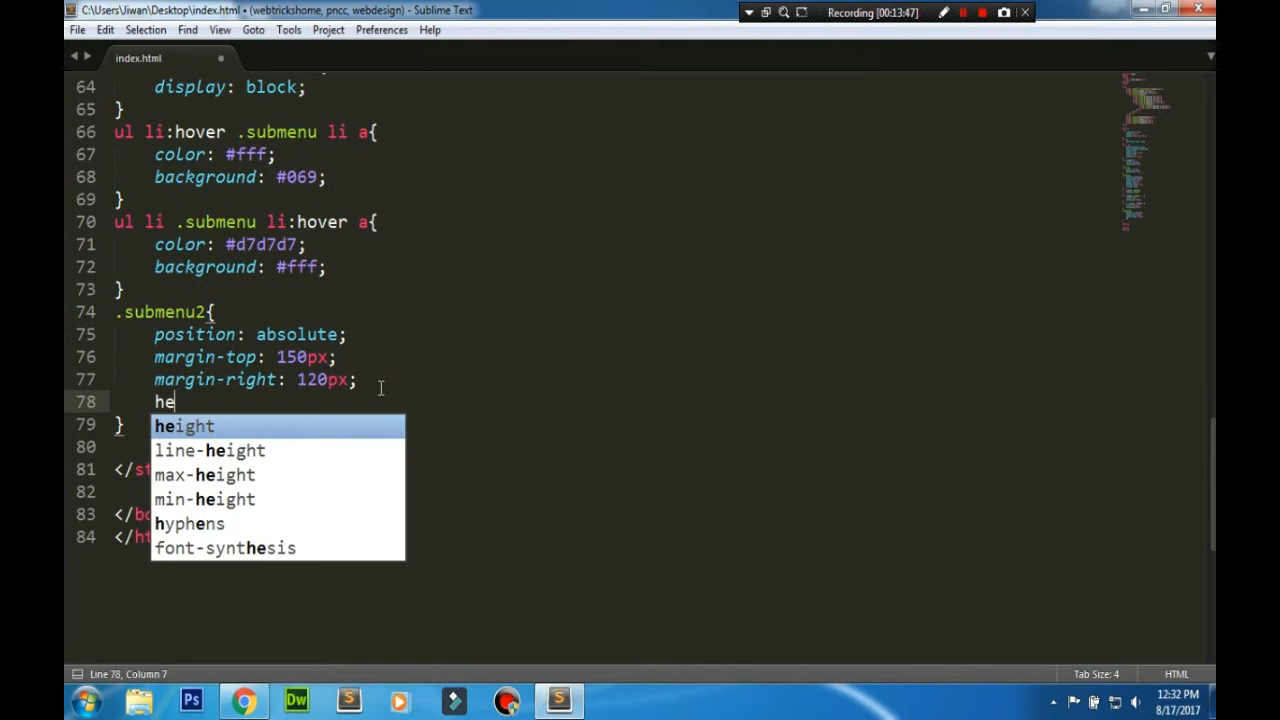 C:\Users\Jiwan\Desktop\index.html • (webtrickshome, pncc, webdesign) - Sublime Text
Recording [00:13:47]
File Edit Selection Find View Goto Tools Project Preferences Help
index.html
64 display: block;
65 }
66 ul li:hover .submenu li a{
67 color: #fff;
68 background: #069;
69 }
70 ul li .submenu li:hover a{
71 color: #d7d7d7;
72 background: #fff;
73 }
74 .submenu2{
75 position: absolute;
76 margin-top: 150px;
77 margin-right: 120px;
78 he
79 }
height
80
line-height
81 </st
max-height
82
min-height
83 </bo
hyphens
84 </ht
font-synthesis
Line 78, Column 7
Tab Size: 4 HTML
Ps Dw S S
12:32 PM
8/17/2017